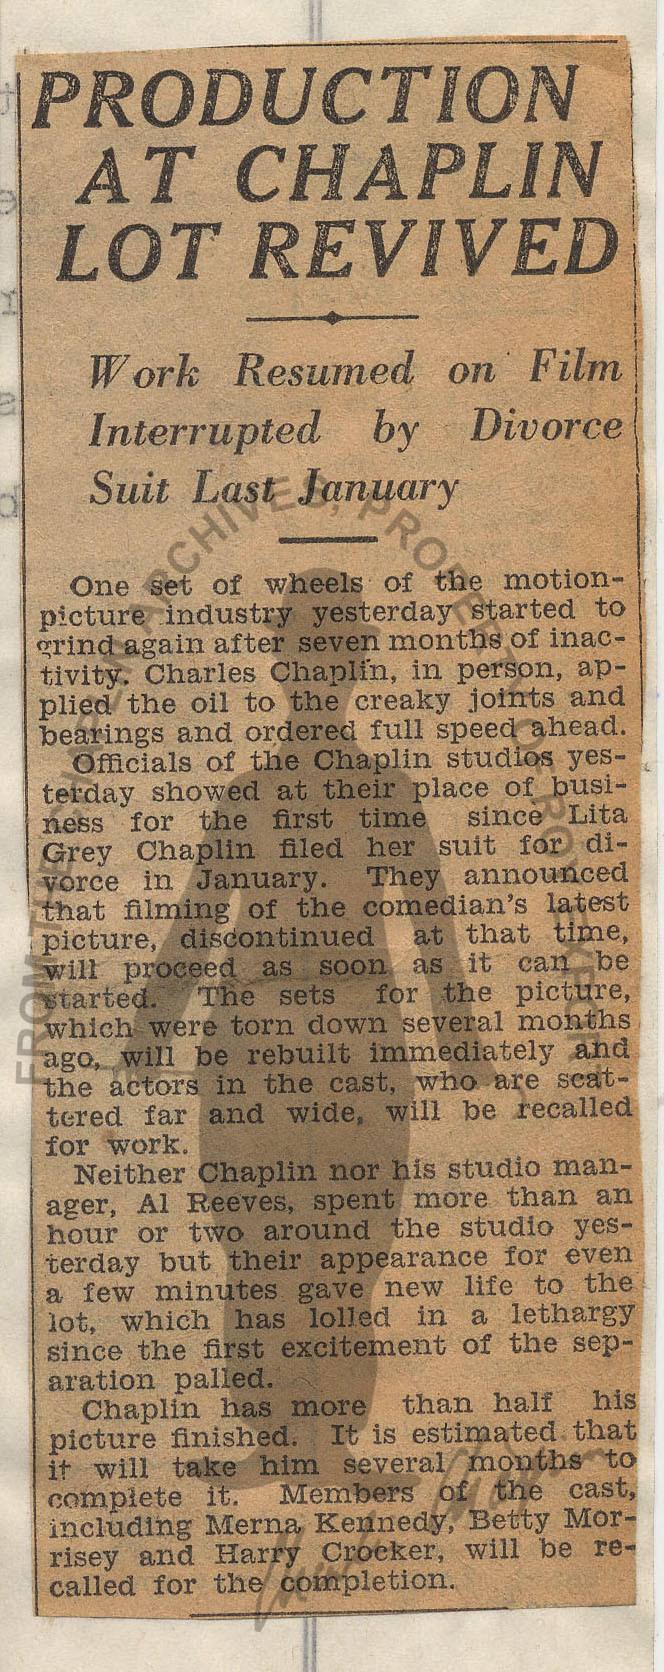 PRODUCTION
AT CHAPLIN
LOT REVIVED
Work Resumed on Film
Interrupted by Divorce
Suit Last January
One set of wheels of the motion-
picture industry yesterday started to
grind again after seven months of inac-
tivity. Charles Chaplin, in person, ap-
plied the oil to the creaky joints and
bearings and ordered full speed ahead.
Officials of the Chaplin studios yes-
terday showed at their place of busi-
ness for the first time since Lita
Grey Chaplin filed her suit for di-
vorce in January. They announced
that filming of the comedian's latest
picture, discontinued at that time,
will proceed as soon as it can be
started. The sets for the picture,
which were torn down several months
ago, will be rebuilt immediately and
the actors in the cast, who are scat-
tered far and wide, will be recalled
for work.
Neither Chaplin nor his studio man-
ager, Al Reeves, spent more than an
hour or two around the studio yes-
terday but their appearance for even
a few minutes gave new life to the
lot, which has lolled in a lethargy
since the first excitement of the sep-
aration palled.
Chaplin has more than half his
picture finished. It is estimated that
it will take him several months to
complete it. Members of the cast,
including Merna Kennedy, Betty Mor-
risey and Harry Crocker, will be re-
called for the completion.